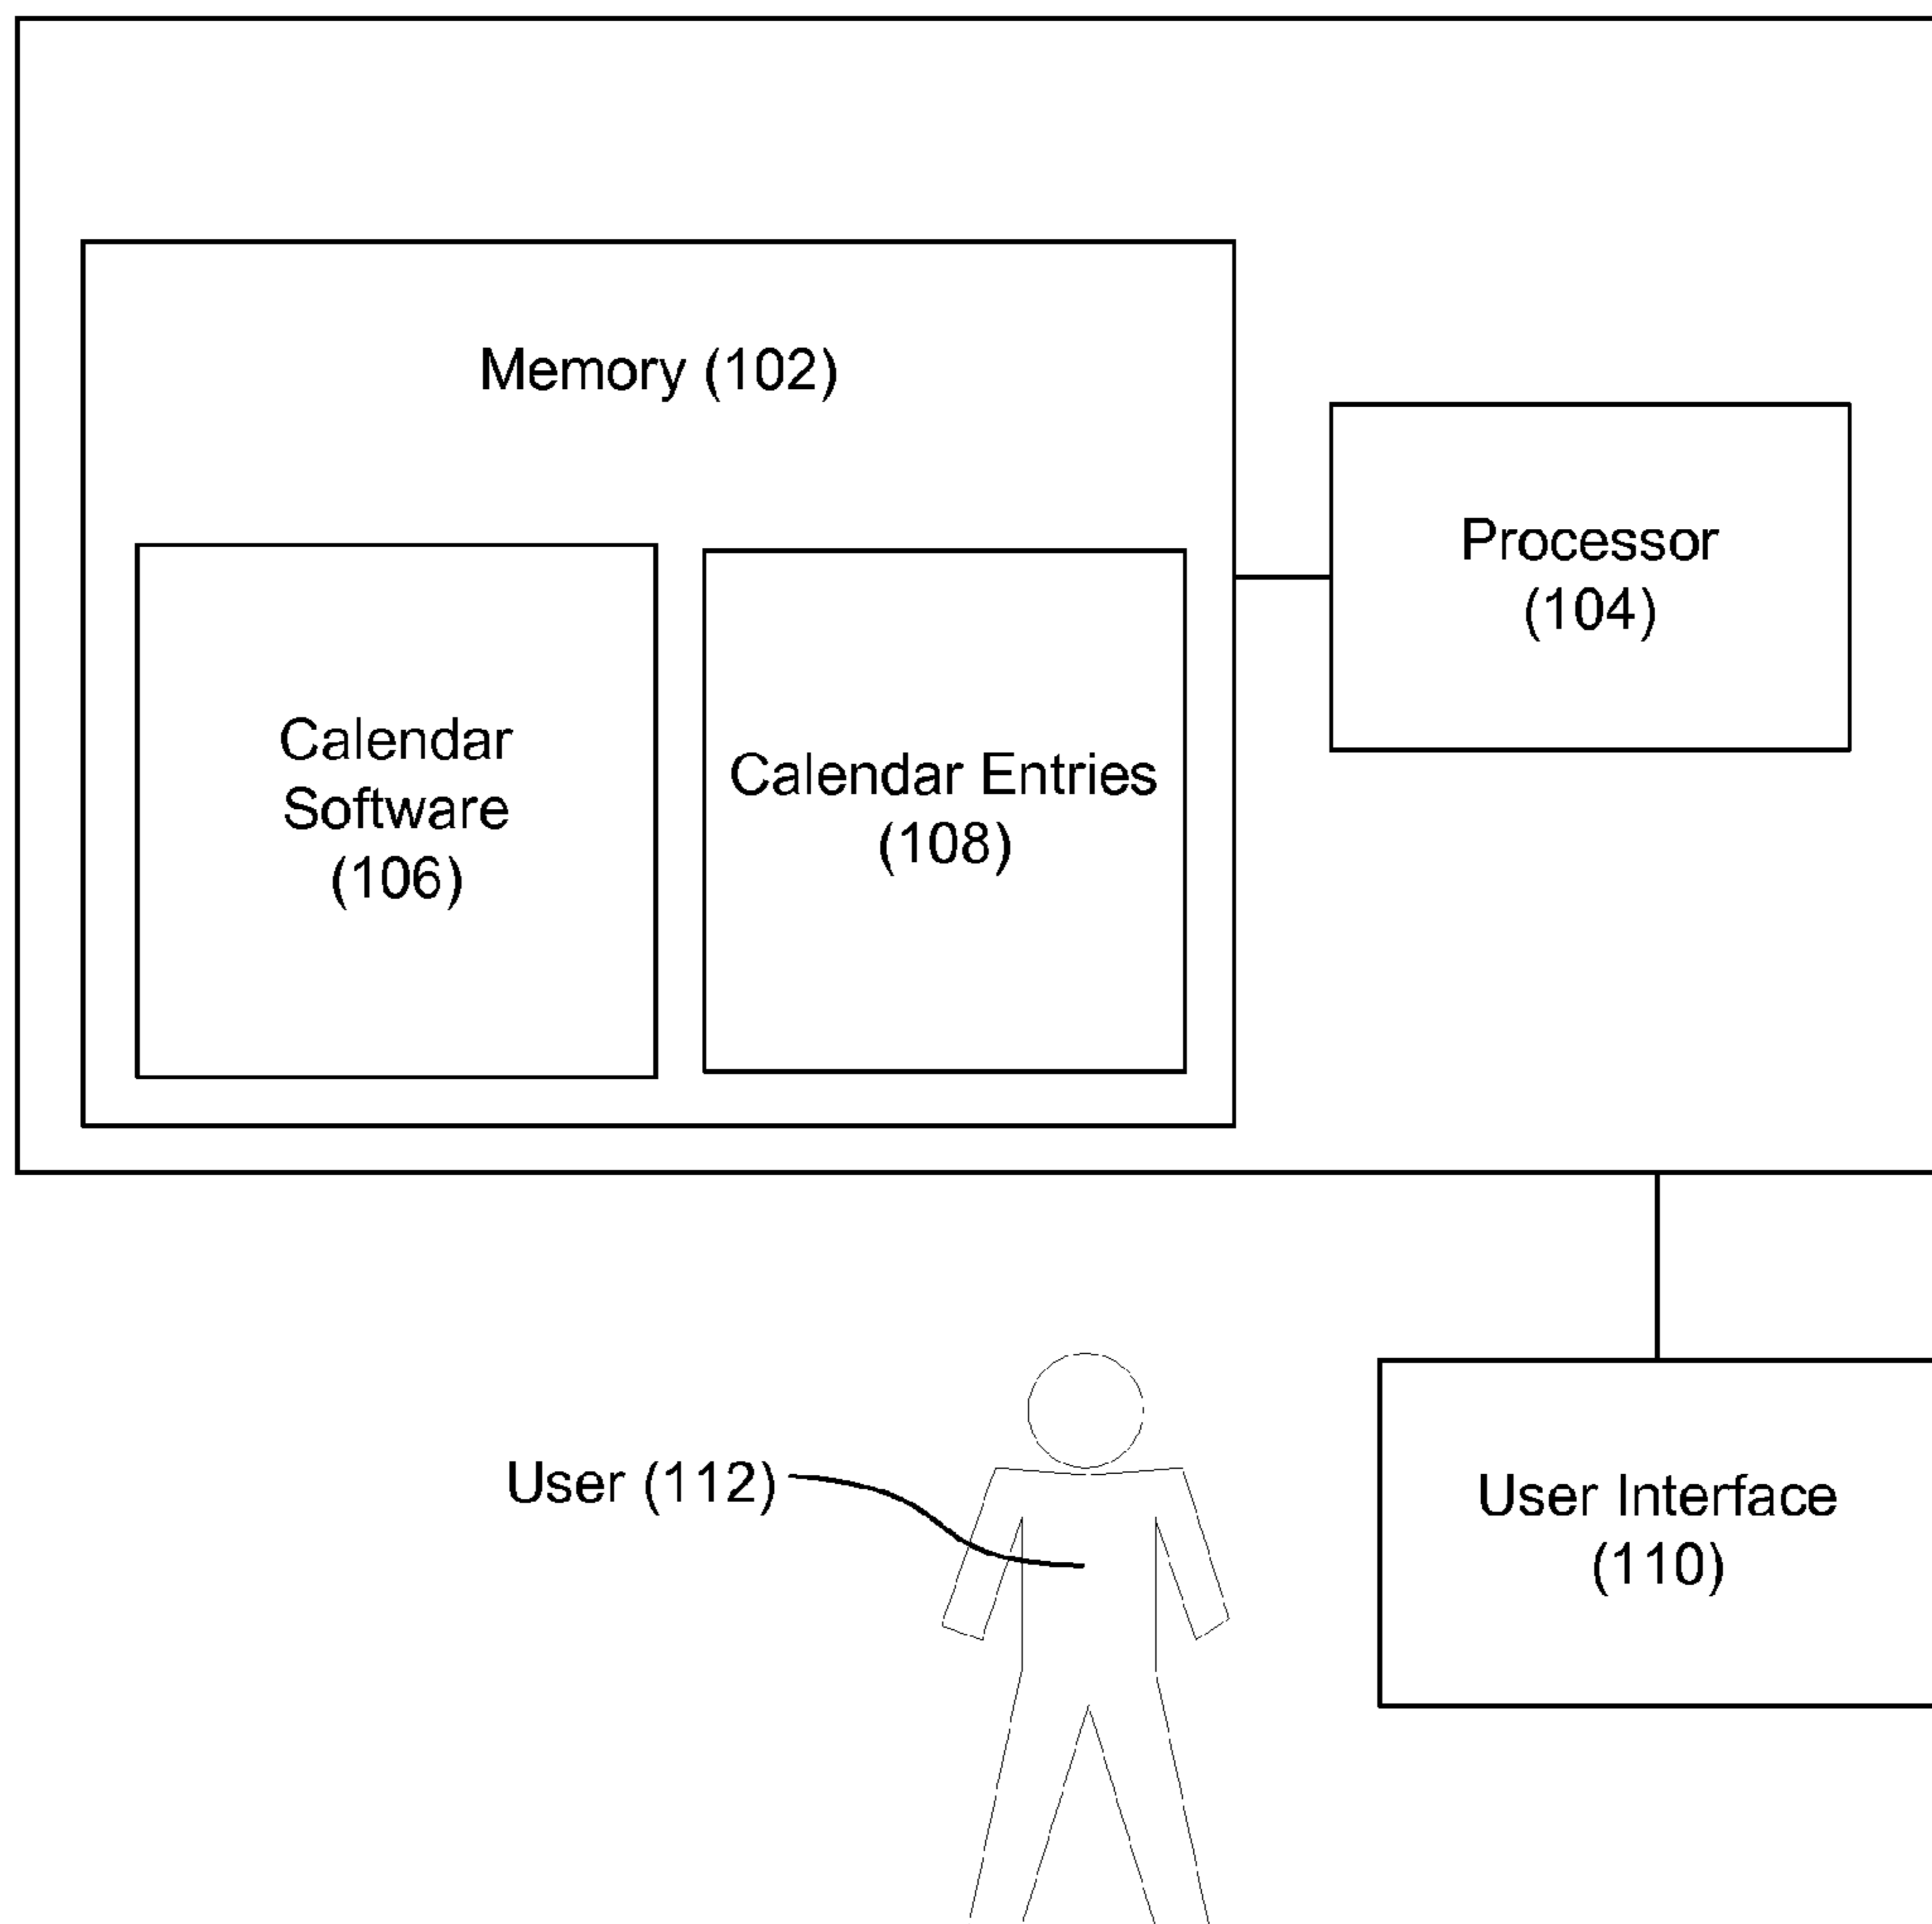 Memory (102)
Processor
(104)
Calendar
Software
(106)
Calendar Entries
(108)
User (112)
User Interface
(110)